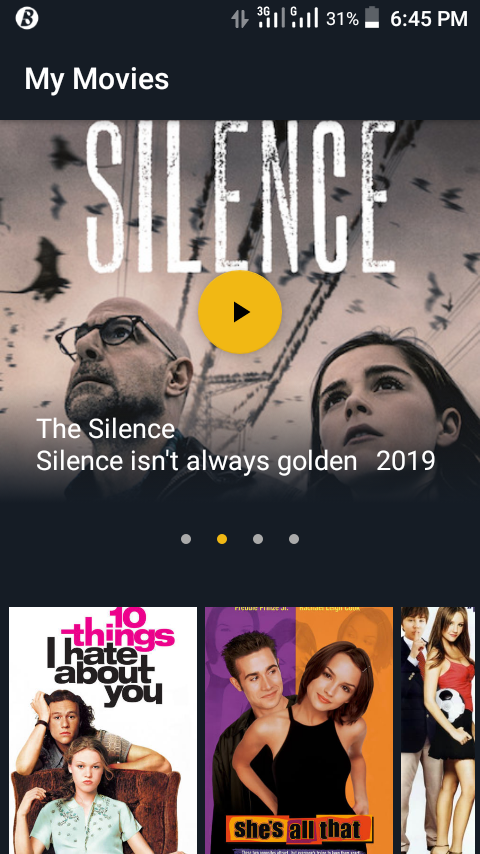 B
3G G 31% 6:45 PM
My Movies
SILENCE
The Silence
Silence isn't always golden 2019
10
things
I hate
about
you
Freddie Prinze Jr. Rachael Leigh Cook
she's all that